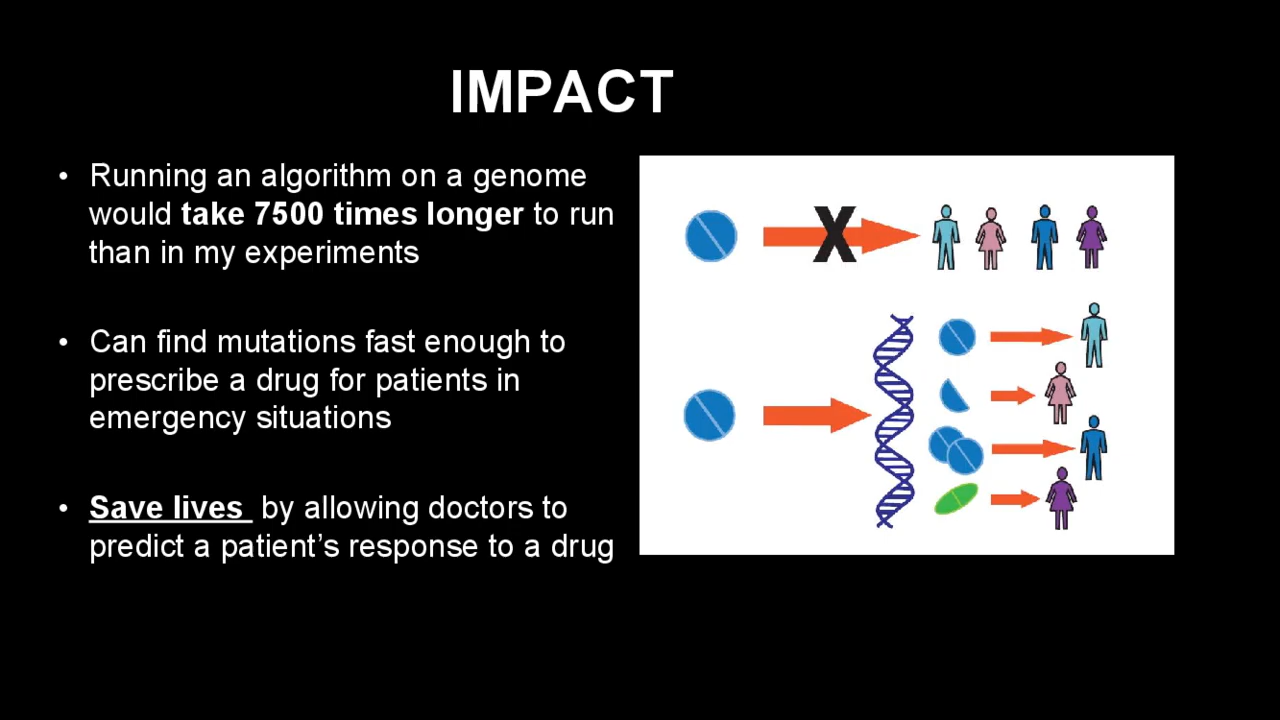 IMPACT
• Running an algorithm on a genome
would take 7500 times longer to run
than in my experiments
• Can find mutations fast enough to
prescribe a drug for patients in
emergency situations
• Save lives by allowing doctors to
predict a patient’s response to a drug
X